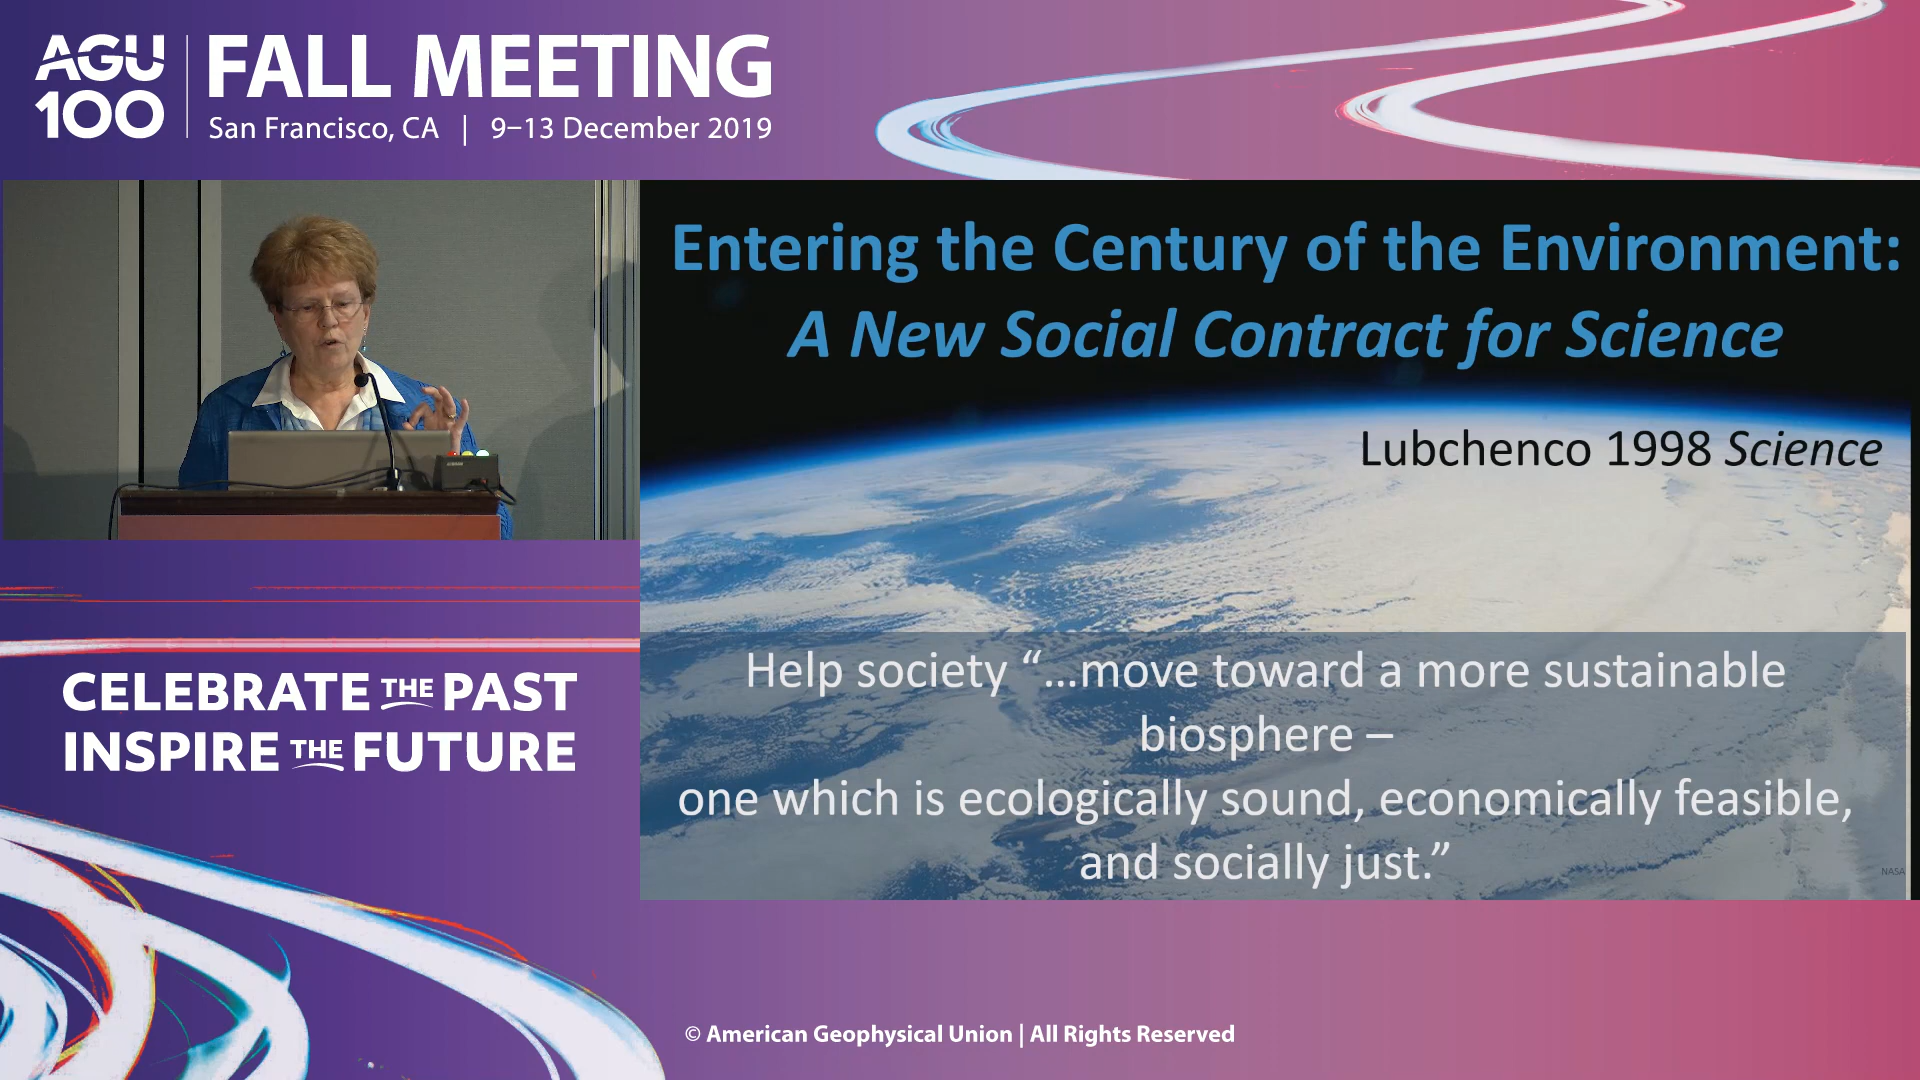 AGU
100
FALL MEETING
San Francisco, CA | 9–13 December 2019
Entering the Century of the Environment:
A New Social Contract for Science
Lubchenco 1998 Science
Help society “...move toward a more sustainable
biosphere –
one which is ecologically sound, economically feasible,
and socially just.”
NASA
CELEBRATE THE PAST
INSPIRE THE FUTURE
© American Geophysical Union | All Rights Reserved